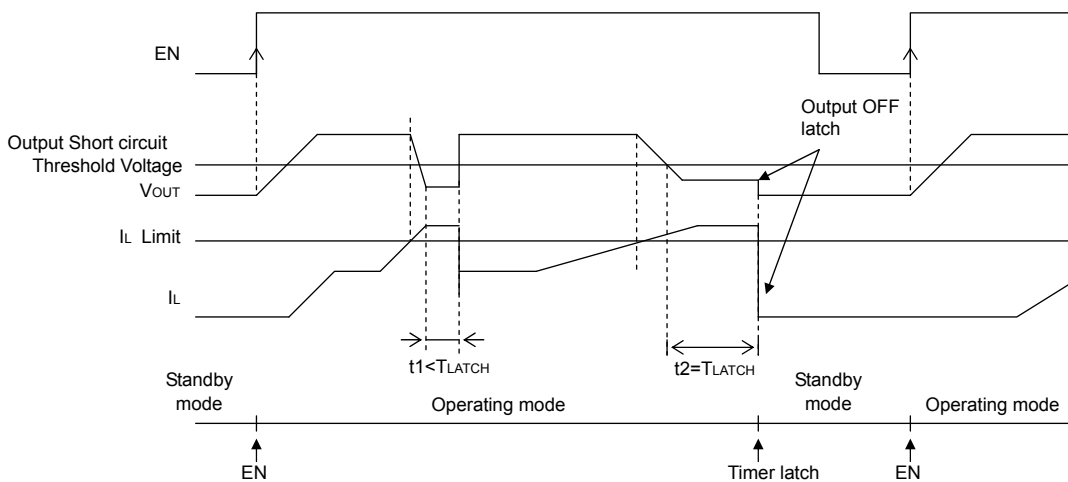 EN
Output OFF
latch
Output Short circuit
Threshold Voltage
VOUT
IL Limit
IL
t1<TLATCH
t2=TLATCH
Standby
mode
Operating mode
Standby
mode
Operating mode
EN
Timer latch
EN